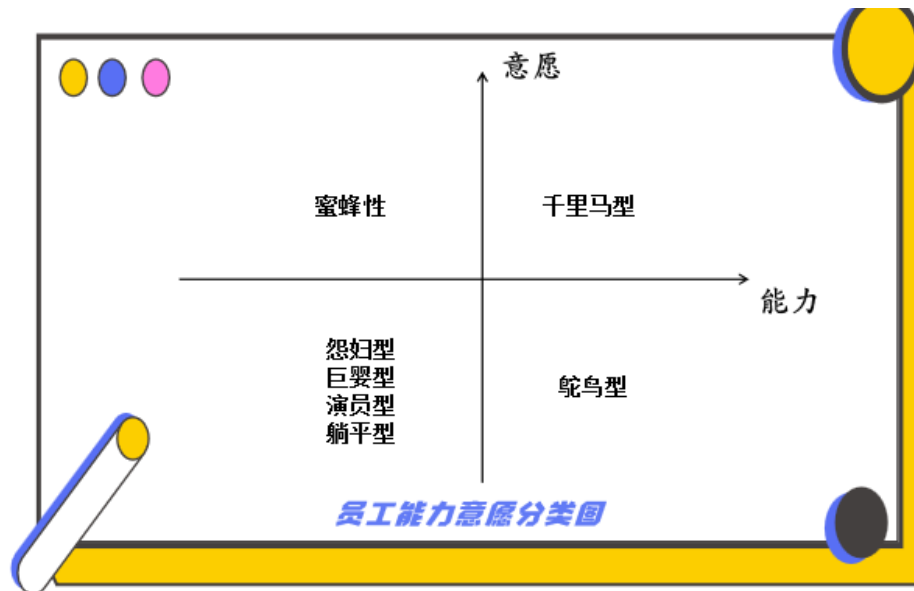 意愿
蜜蜂性
千里马型
能力
怨妇型
巨婴型
演员型
躺平型
鸵鸟型
员工能力意愿分类图